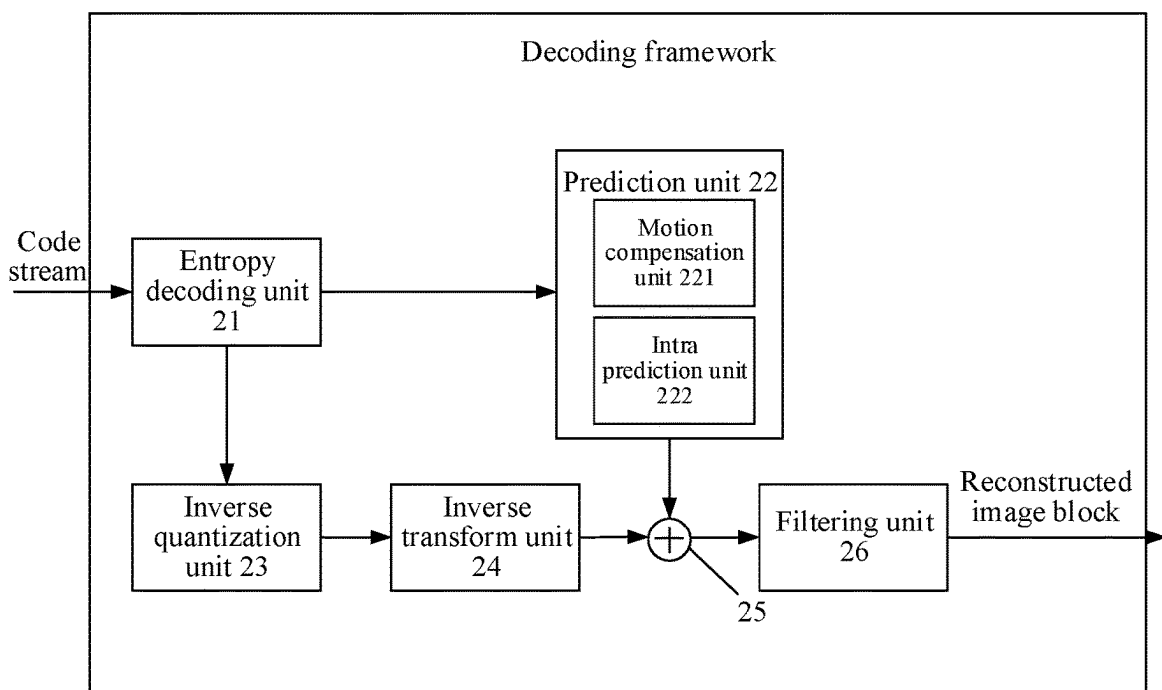 Decoding framework
Prediction unit 22
Motion
compensation
unit 221
Code
stream
Entropy
decoding unit
21
Intra
prediction unit
222
Inverse
quantization
unit 23
Inverse
transform unit
24
Filtering unit
26
Reconstructed
image block
25